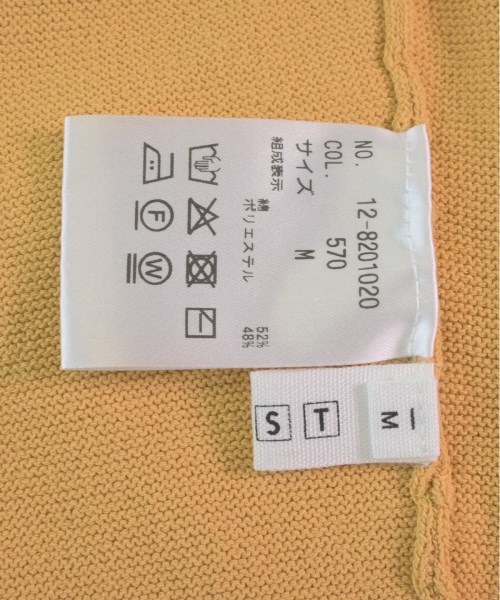 NO. 12-8201020
COL. 570
サイズ M
組成表示
綿 52%
ポリエステル 48%
F
W
S
T
M